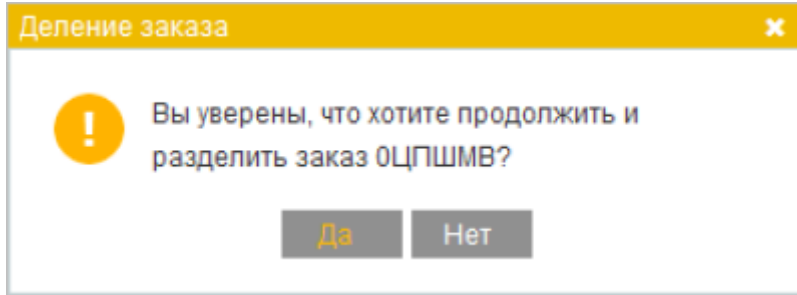 Деление заказа
Вы уверены, что хотите продолжить и
разделить заказ 0ЦПШМВ?
Да Нет